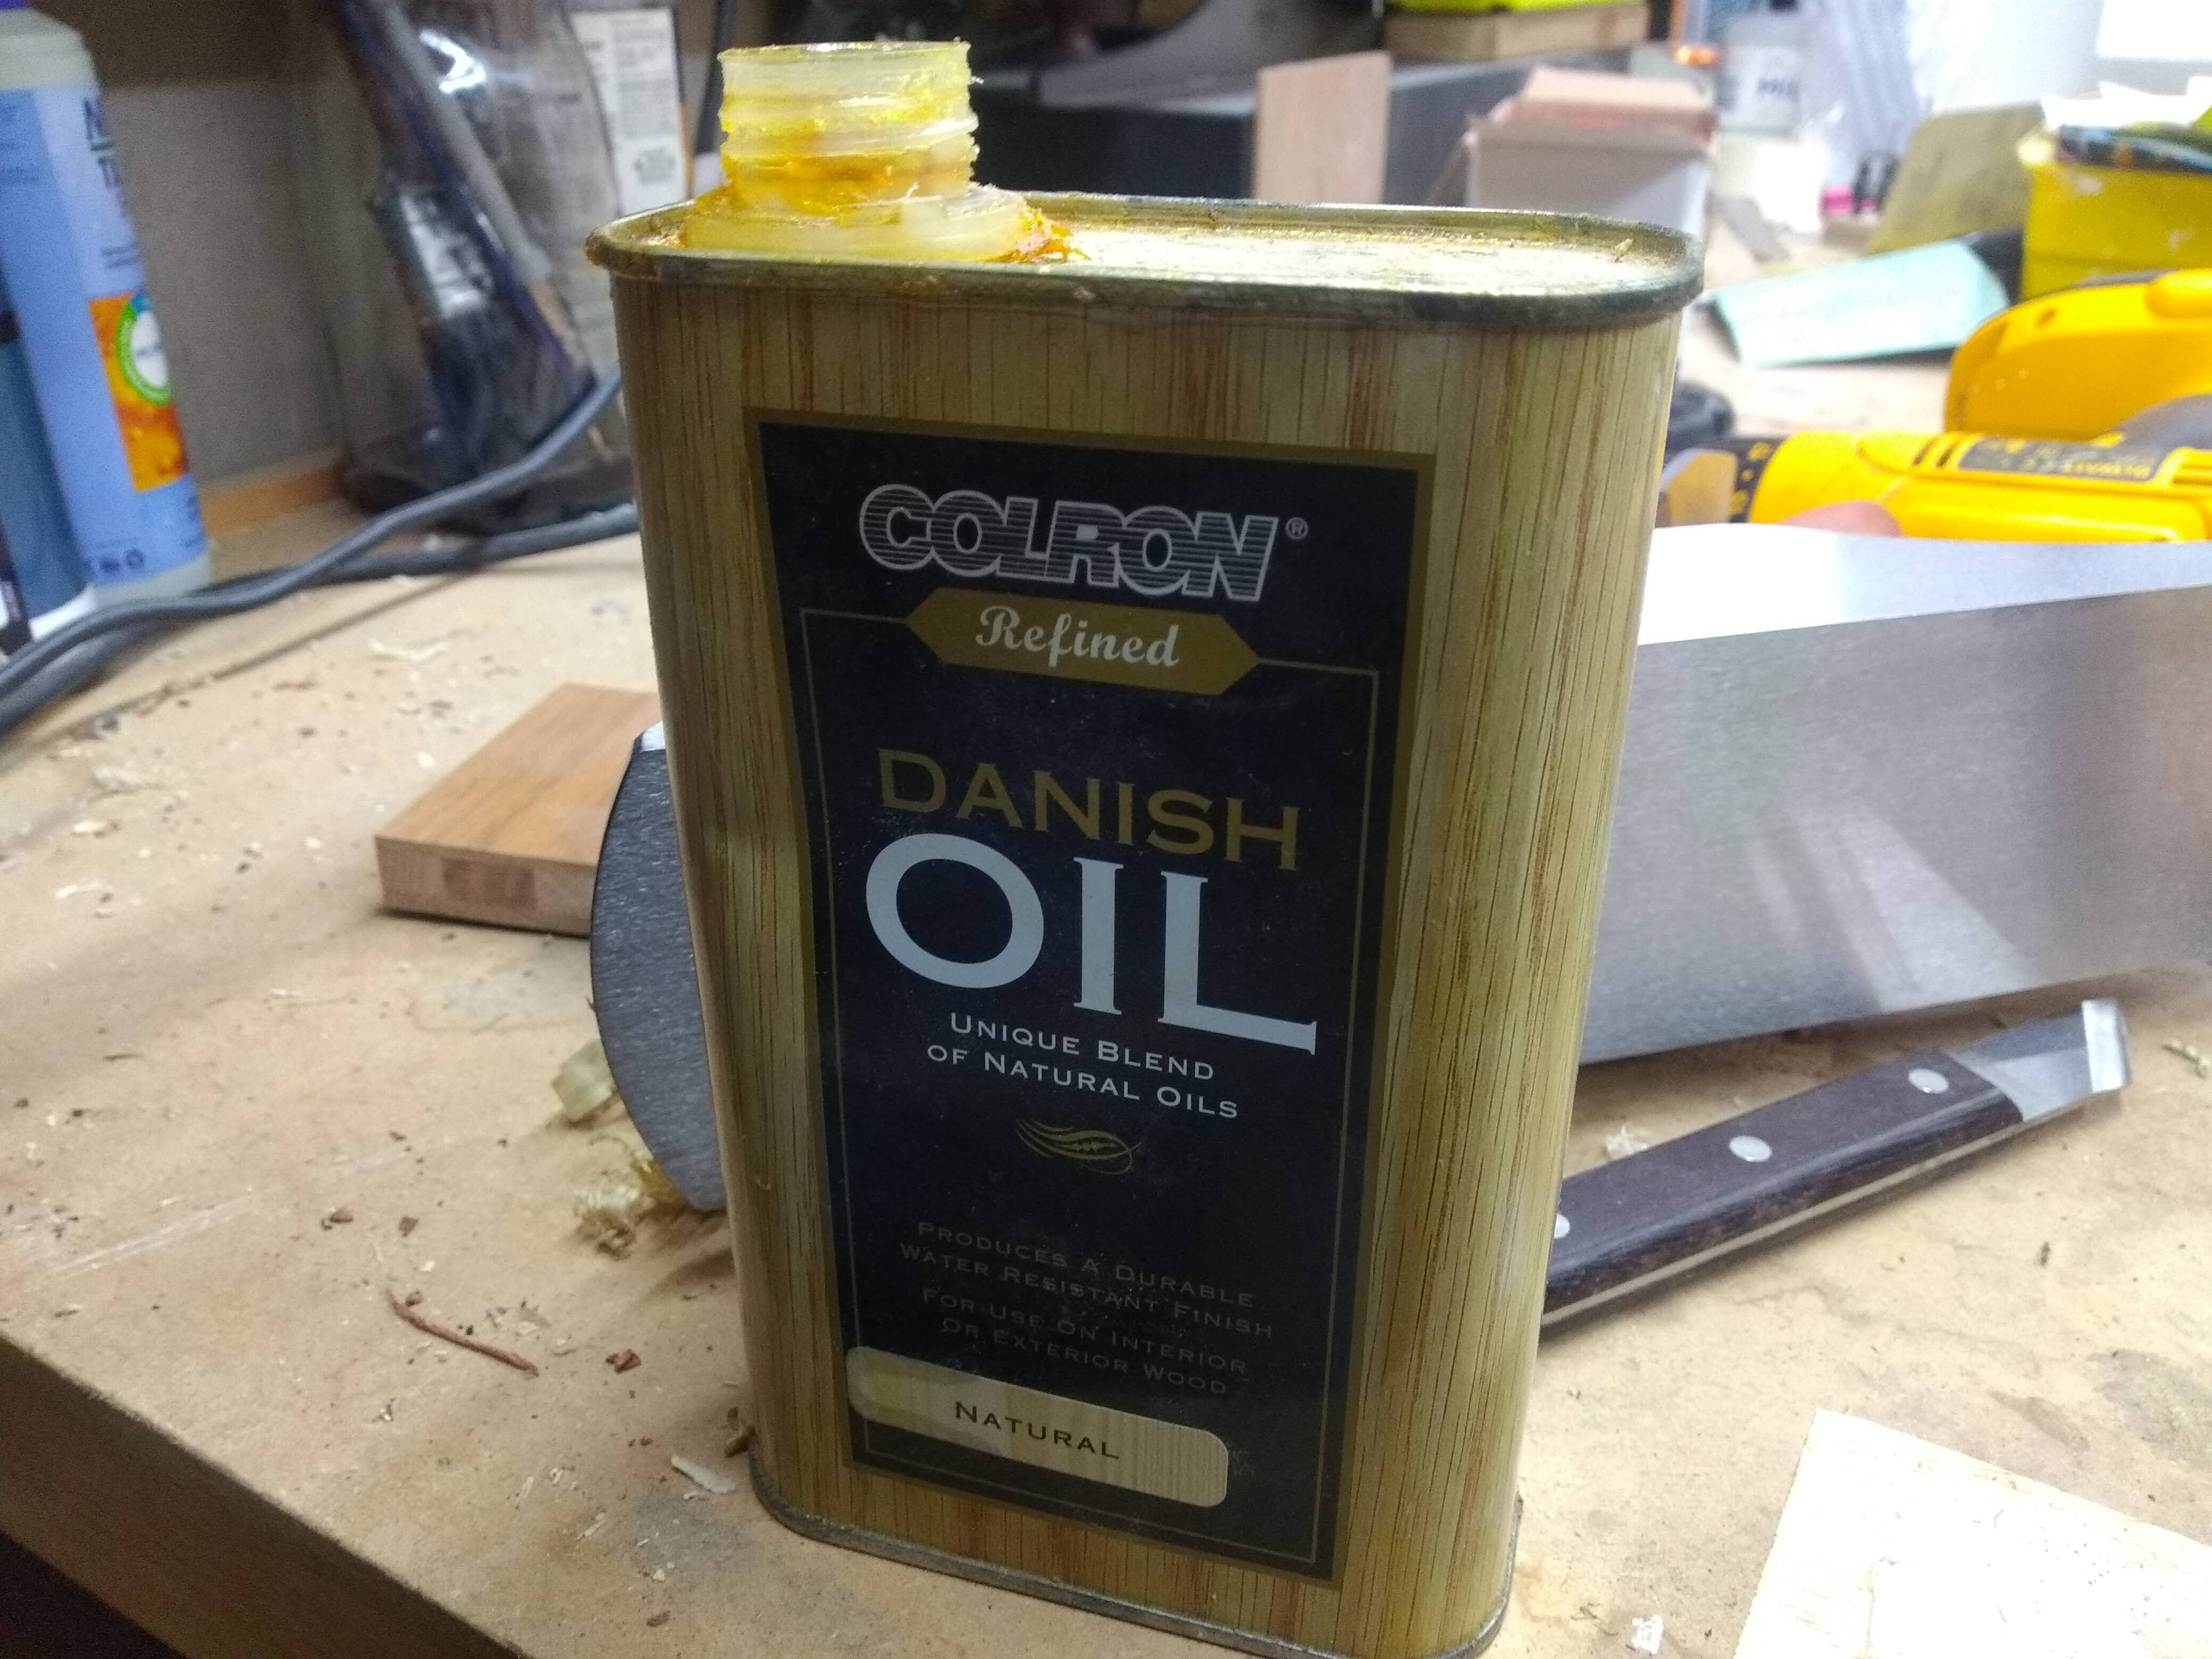 COLRON®
Refined
DANISH
OIL
UNIQUE BLEND
OF NATURAL OILS
PRODUCES A DURABLE
WATER RESISTANT FINISH
FOR USE ON INTERIOR
OR EXTERIOR WOOD
NATURAL